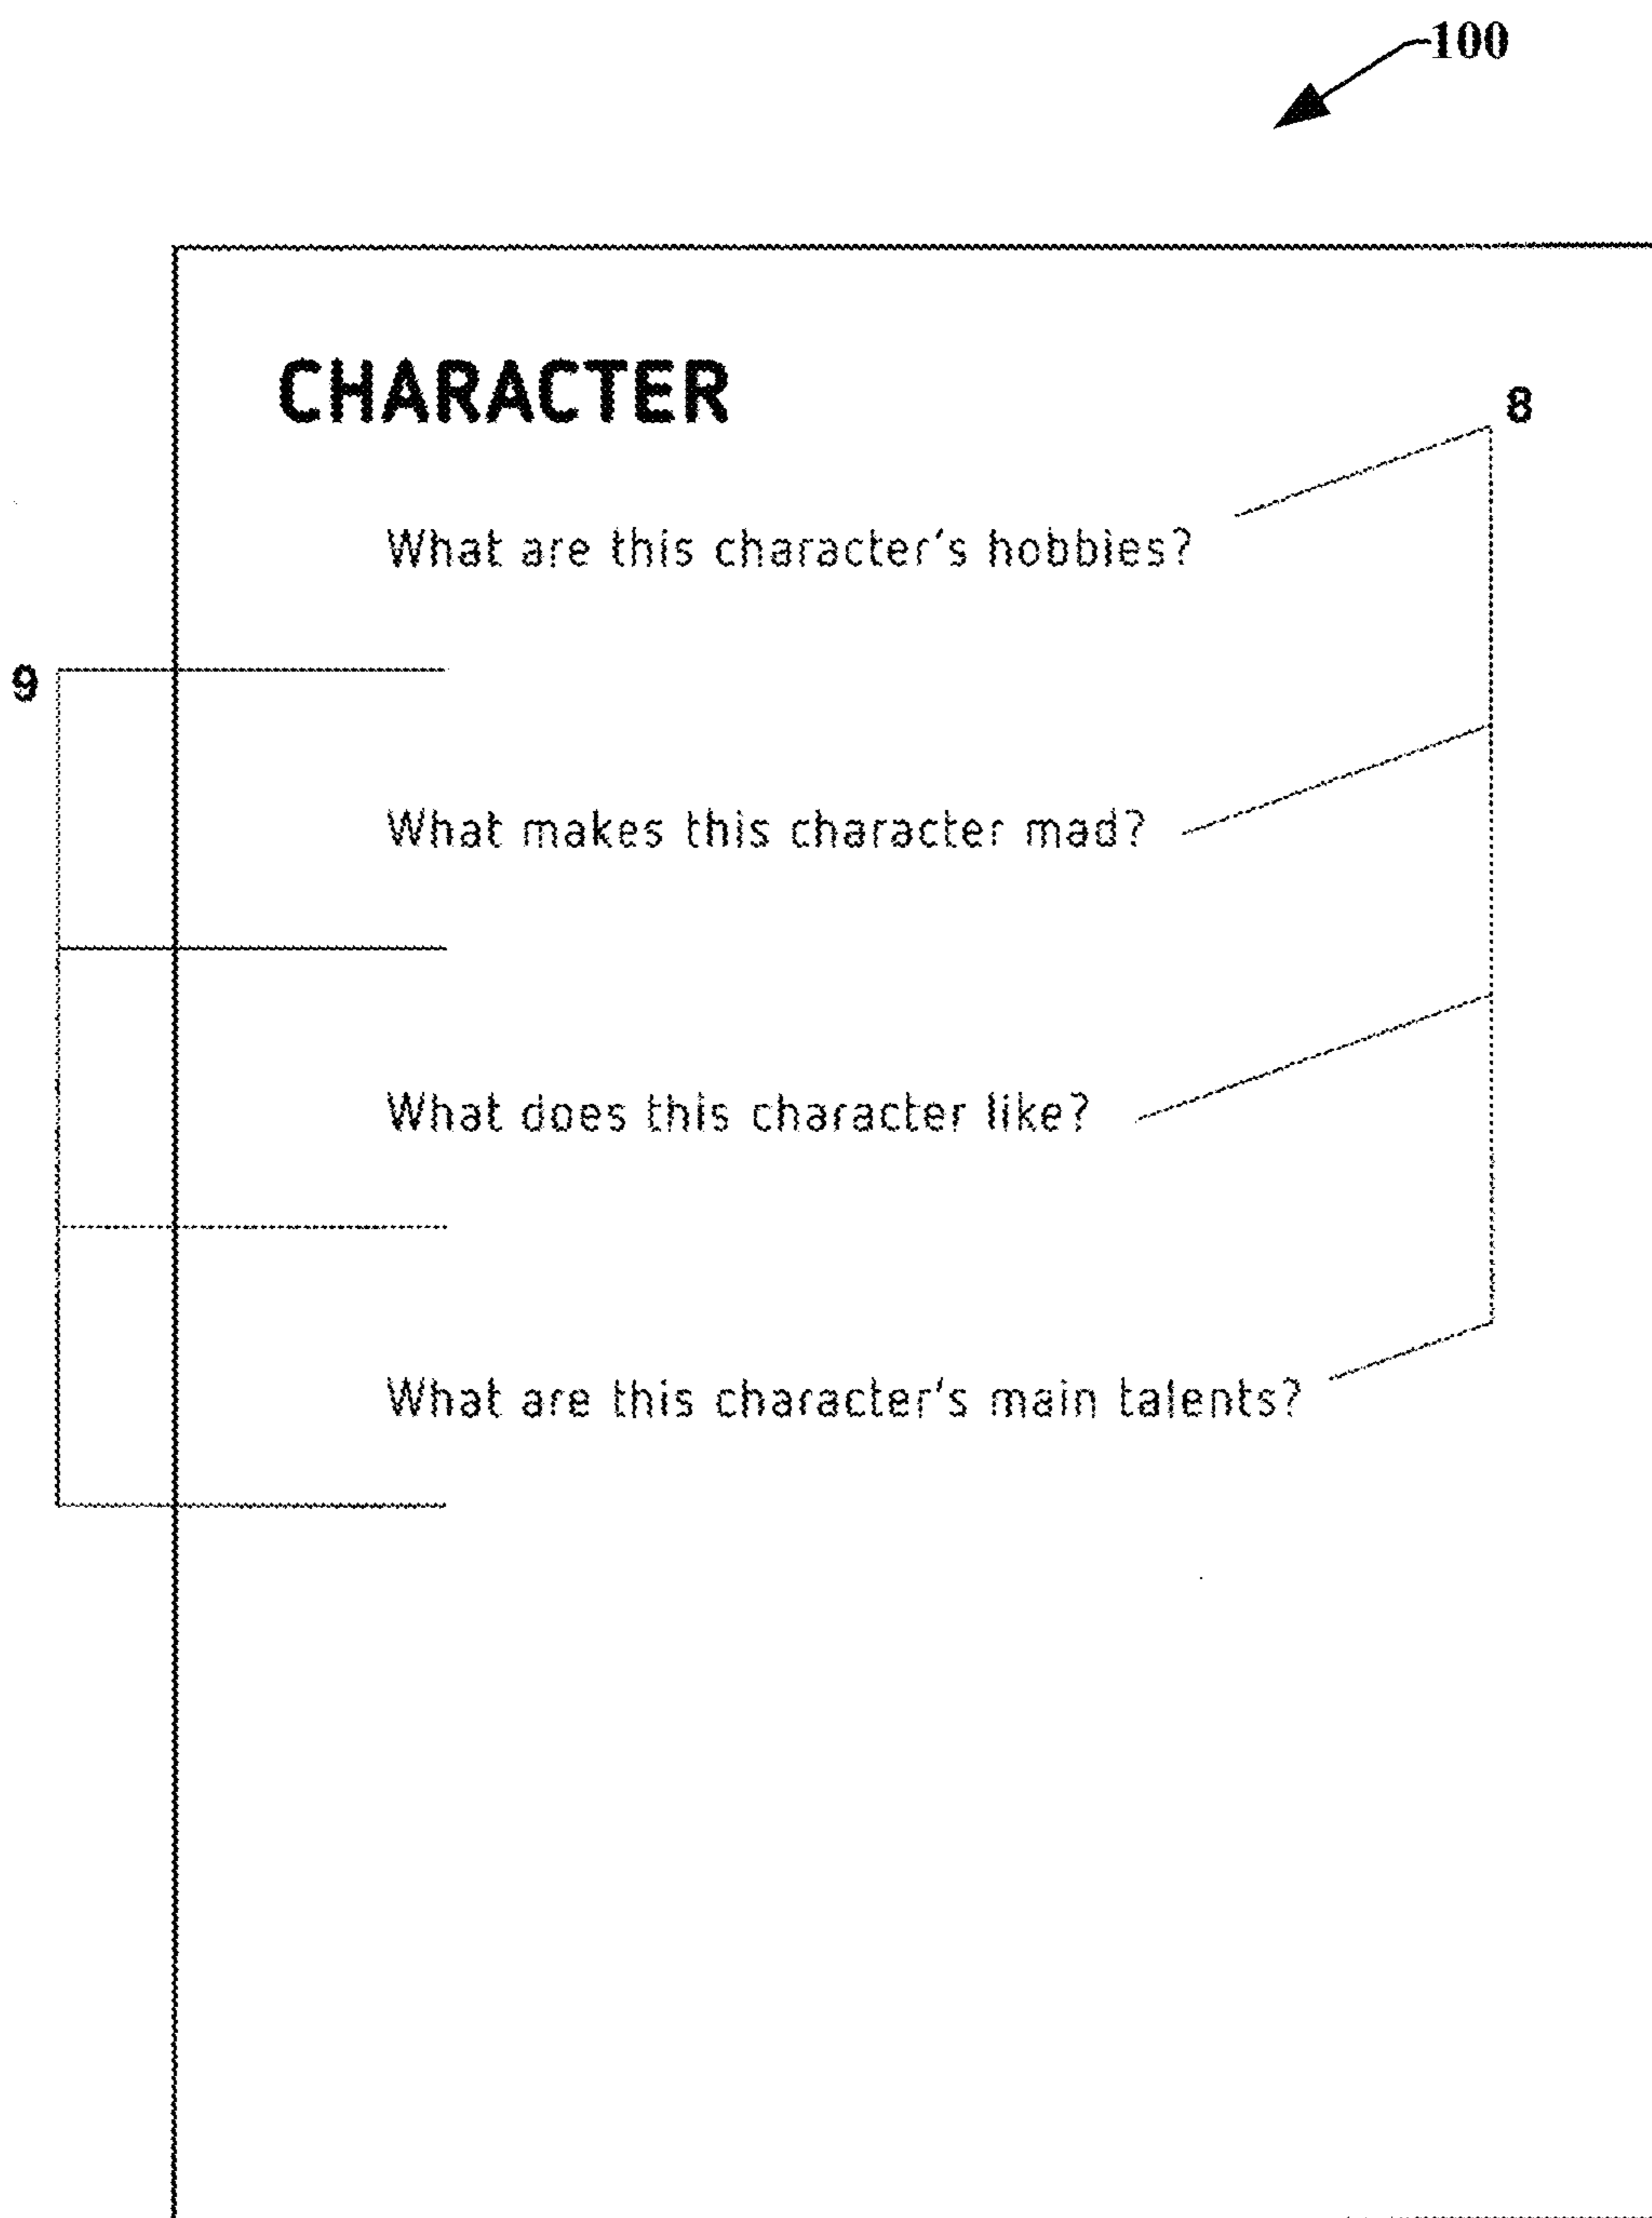 100
CHARACTER
8
What are this character's hobbies?
9
What makes this character mad?
What does this character like?
What are this character's main talents?